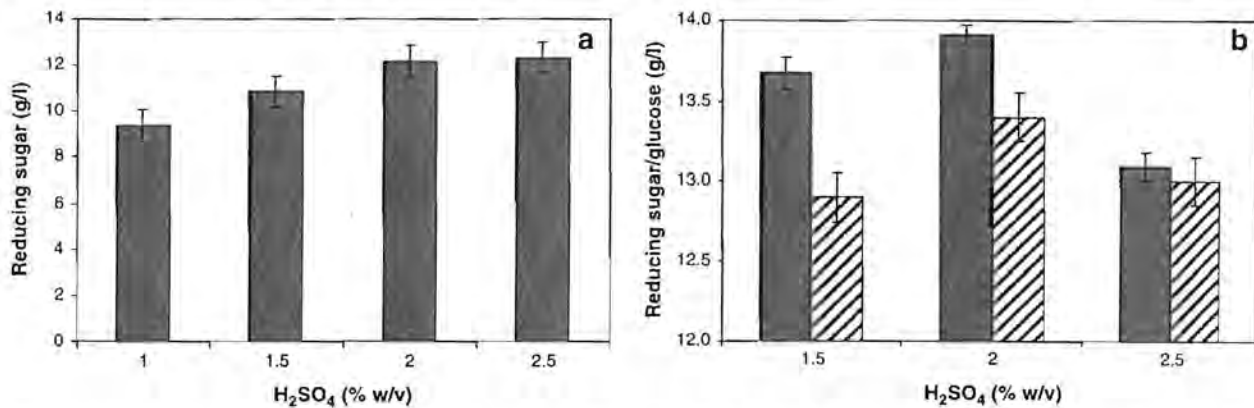 a
14
12
10
8
6
4
2
0
Reducing sugar (g/l)
1 1.5 2 2.5
H₂SO₄ (% w/v)
b
14.0
13.5
13.0
12.5
12.0
Reducing sugar/glucose (g/l)
1.5 2 2.5
H₂SO₄ (% w/v)